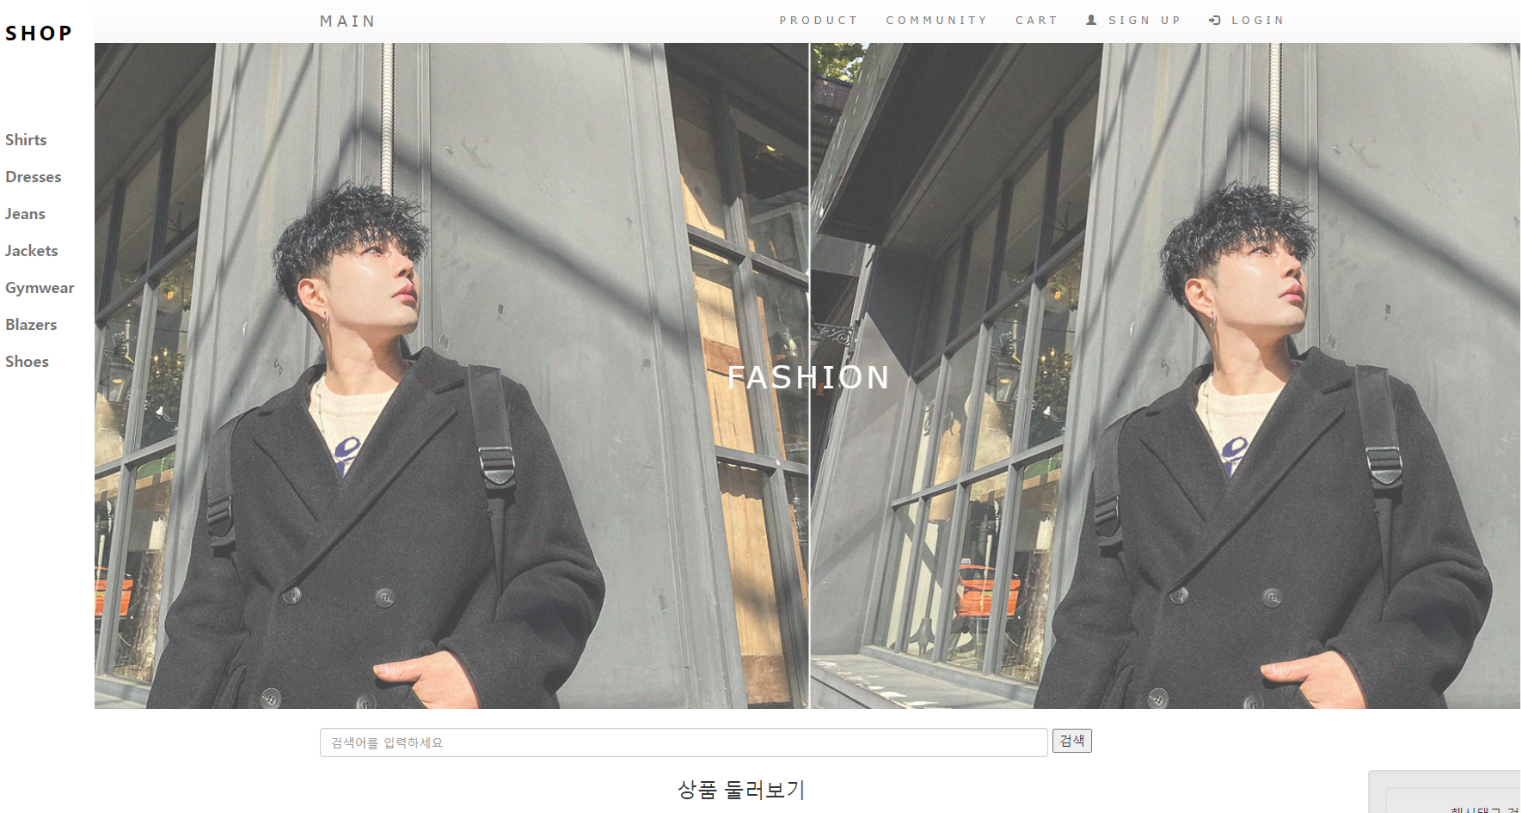 SHOP
MAIN
PRODUCT COMMUNITY CART SIGN UP LOGIN
Shirts
Dresses
Jeans
Jackets
Gymwear
Blazers
Shoes
FASHION
검색어를 입력하세요 검색
상품 둘러보기